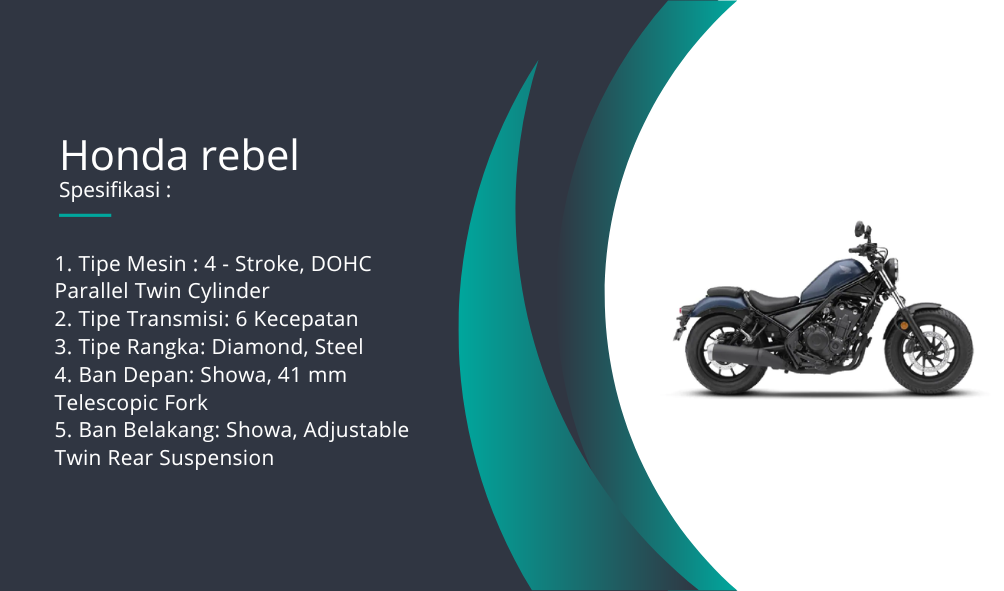 Honda rebel
Spesifikasi :
1. Tipe Mesin : 4 - Stroke, DOHC
Parallel Twin Cylinder
2. Tipe Transmisi: 6 Kecepatan
3. Tipe Rangka: Diamond, Steel
4. Ban Depan: Showa, 41 mm
Telescopic Fork
5. Ban Belakang: Showa, Adjustable
Twin Rear Suspension